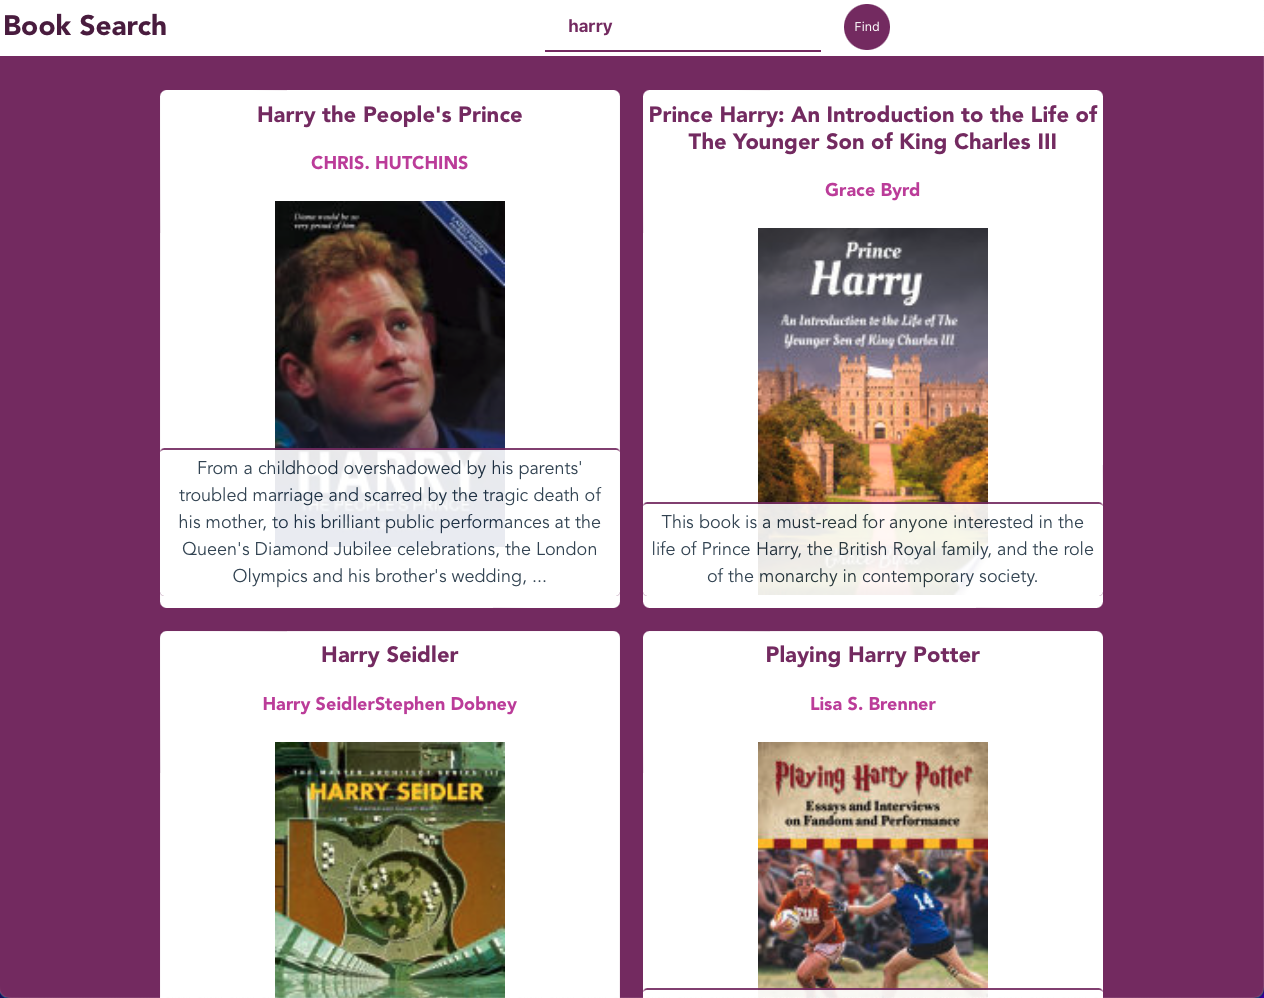 Book Search
harry
Find
Harry the People's Prince
CHRIS. HUTCHINS
Diana would be so
very proud of him
HARRY
THE PEOPLE'S PRINCE
From a childhood overshadowed by his parents'
troubled marriage and scarred by the tragic death of
his mother, to his brilliant public performances at the
Queen's Diamond Jubilee celebrations, the London
Olympics and his brother's wedding, ...
Prince Harry: An Introduction to the Life of
The Younger Son of King Charles III
Grace Byrd
Prince
Harry
An Introduction to the Life of The
Younger Son of King Charles III
Grace Byrd
This book is a must-read for anyone interested in the
life of Prince Harry, the British Royal family, and the role
of the monarchy in contemporary society.
Harry Seidler
Harry SeidlerStephen Dobney
THE MASTER ARCHITECT SERIES III
HARRY SEIDLER
Playing Harry Potter
Lisa S. Brenner
Playing Harry Potter
Essays and Interviews
on Fandom and Performance
14